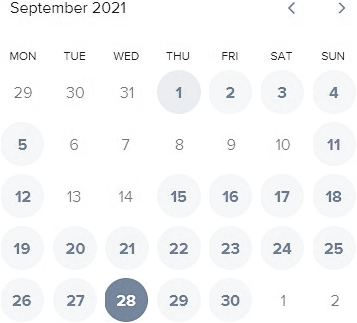 September 2021
MON TUE WED THU FRI SAT SUN
29 30 31 1 2 3 4
5 6 7 8 9 10 11
12 13 14 15 16 17 18
19 20 21 22 23 24 25
26 27 28 29 30 1 2